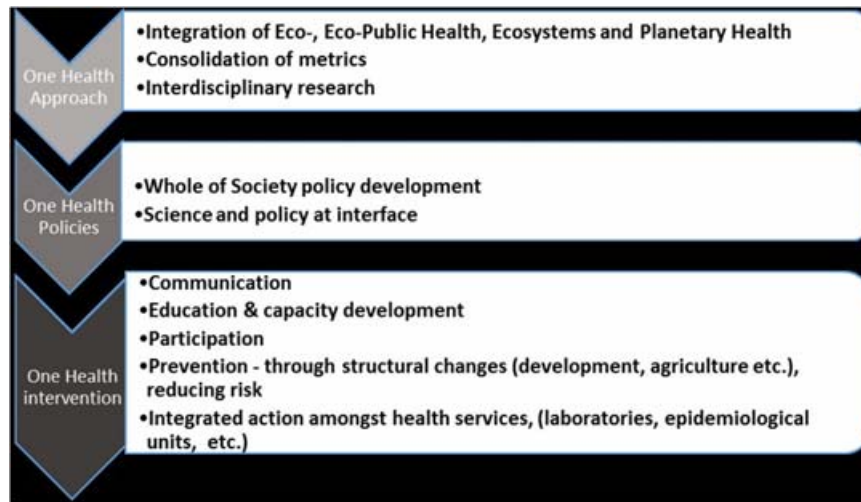 One Health
Approach
•Integration of Eco-, Eco-Public Health, Ecosystems and Planetary Health
•Consolidation of metrics
•Interdisciplinary research
One Health
Policies
•Whole of Society policy development
•Science and policy at interface
One Health
intervention
•Communication
•Education & capacity development
•Participation
•Prevention - through structural changes (development, agriculture etc.),
reducing risk
•Integrated action amongst health services, (laboratories, epidemiological
units, etc.)